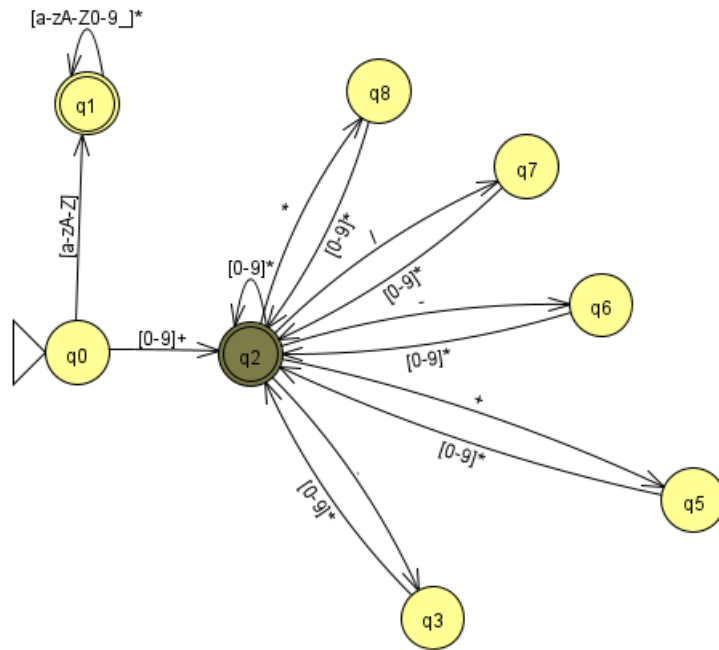 [a-zA-Z0-9_]*
q1
q8
q7
*
[a-zA-Z]
[0-9]*
/
[0-9]*
[0-9]*
-
q6
q0
[0-9]+
q2
[0-9]*
+
[0-9]*
q5
.
[0-9]*
q3